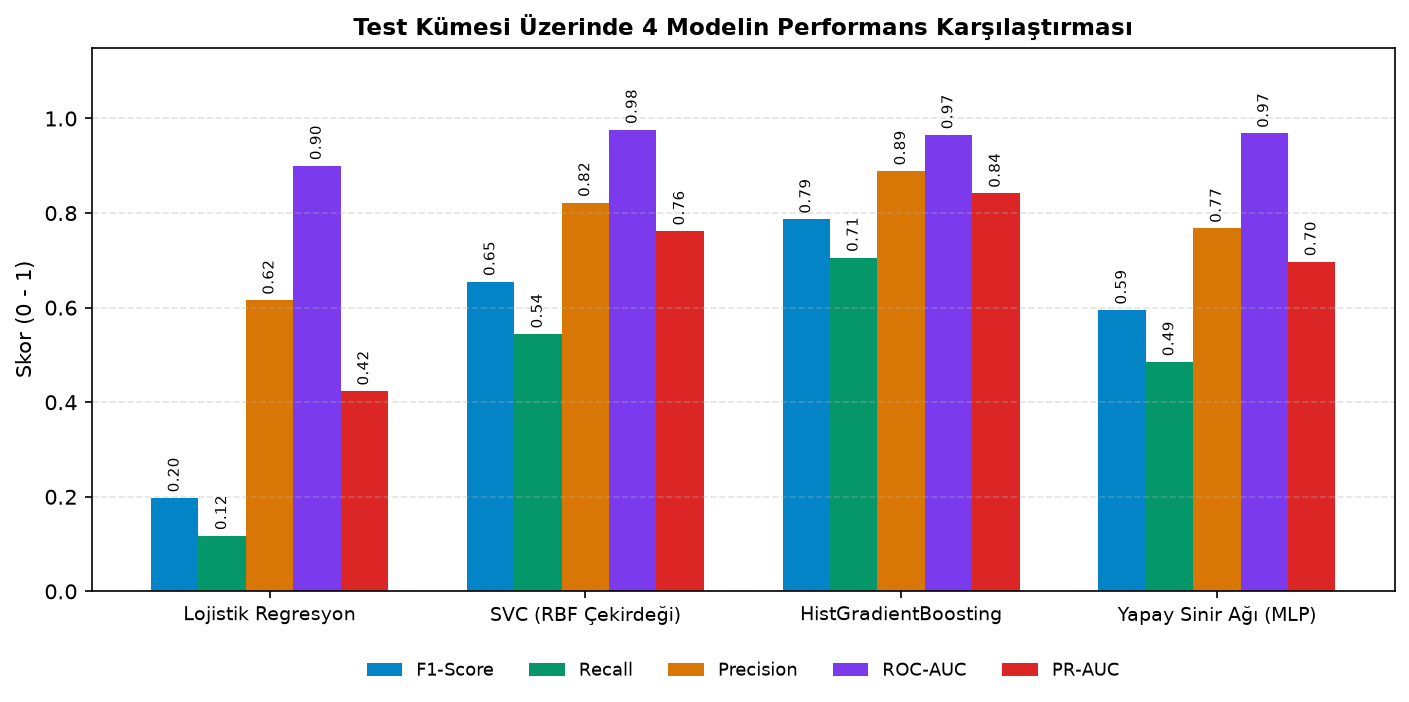 Test Kümesi Üzerinde 4 Modelin Performans Karşılaştırması
Skor (0 - 1)
1.0
0.8
0.6
0.4
0.2
0.0
0.20
0.12
0.62
0.90
0.42
0.65
0.54
0.82
0.98
0.76
0.79
0.71
0.89
0.97
0.84
0.59
0.49
0.77
0.97
0.70
Lojistik Regresyon
SVC (RBF Çekirdeği)
HistGradientBoosting
Yapay Sinir Ağı (MLP)
F1-Score
Recall
Precision
ROC-AUC
PR-AUC